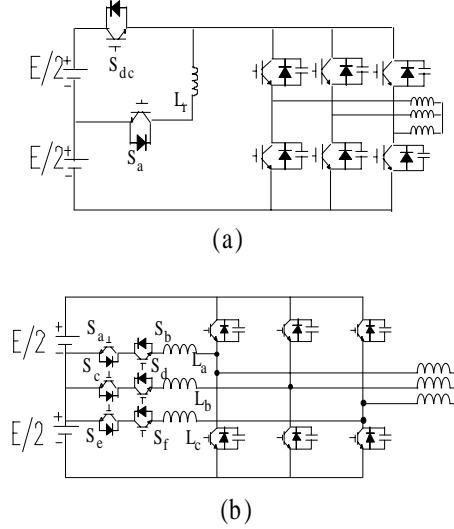 E/2 + -
S_dc
L_r
S_a
E/2 + -
(a)
E/2 + -
S_a S_b
L_a
S_c S_d
L_b
E/2 + -
S_e S_f L_c
(b)